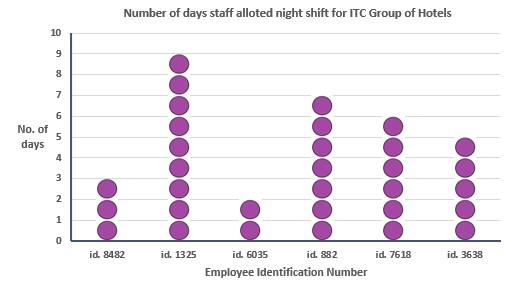 Number of days staff alloted night shift for ITC Group of Hotels
10
9
8
7
6
5
4
3
2
1
0
No. of
days
id. 8482 id. 1325 id. 6035 id. 882 id. 7618 id. 3638
Employee Identification Number